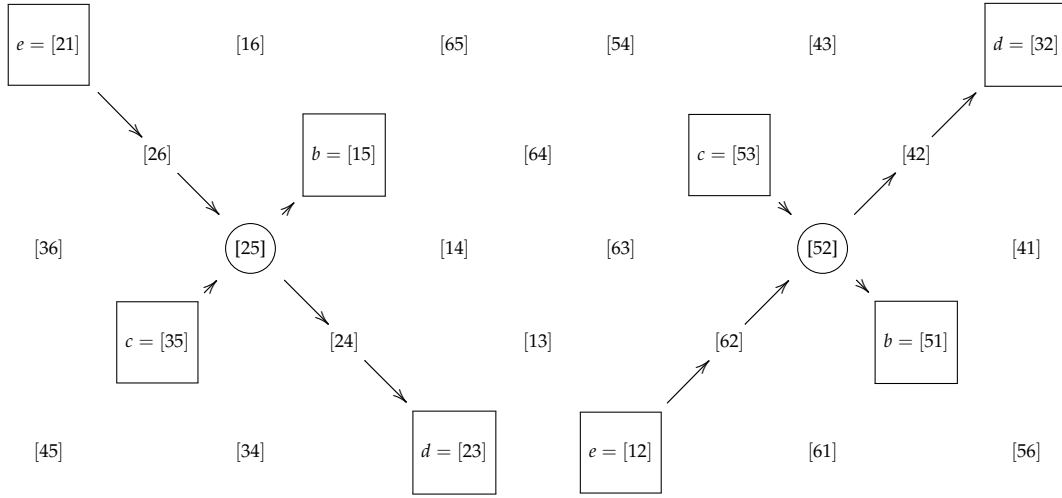 e = [21] [16] [65] [54] [43] d = [32]
[26] b = [15] [64] c = [53] [42]
[36] [25] [14] [63] [52] [41]
c = [35] [24] [13] [62] b = [51]
[45] [34] d = [23] e = [12] [61] [56]